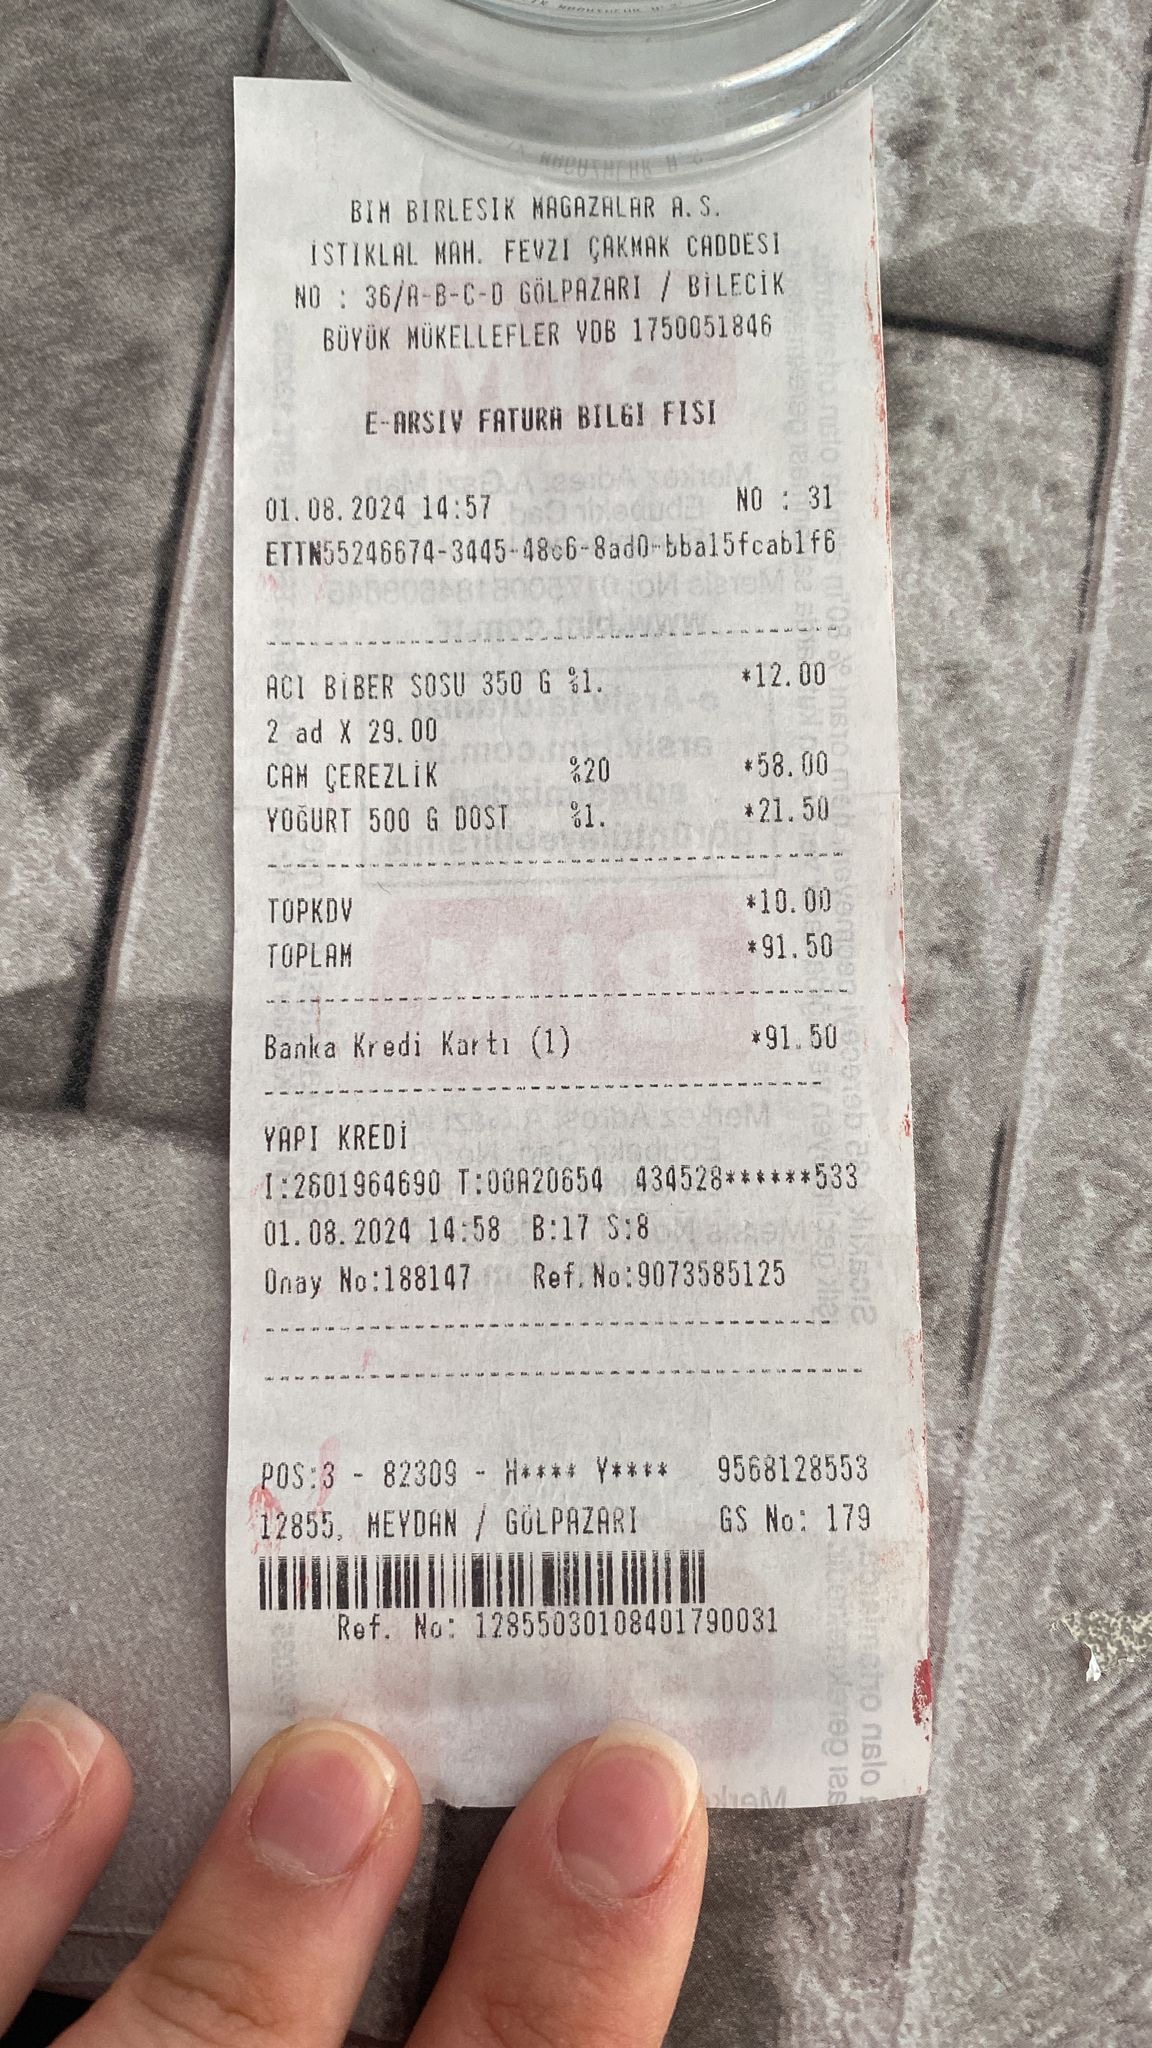 BIM BIRLESIK MAGAZALAR A.S.
İSTİKLAL MAH. FEVZI ÇAKMAK CADDESI
NO : 36/A-B-C-D GÖLPAZARI / BİLECİK
BÜYÜK MÜKELLEFLER VDB 1750051846
E-ARSIV FATURA BILGI FISI
01.08.2024 14:57 NO : 31
ETTN55246674-3445-48c6-8ad0-bba15fcab1f6
ACI BİBER SOSU 350 G %1. *12.00
2 ad X 29.00
CAM ÇEREZLİK %20 *58.00
YOĞURT 500 G DOST %1. *21.50
TOPKDV *10.00
TOPLAM *91.50
Banka Kredi Kartı (1) *91.50
YAPI KREDİ
I:2601964690 T:00A20654 434528******533
01.08.2024 14:58 B:17 S:8
Onay No:188147 Ref.No:9073585125
POS:3 - 82309 - H**** Y**** 9568128553
12855, MEYDAN / GÖLPAZARI GS No: 179
Ref. No: 12855030108401790031